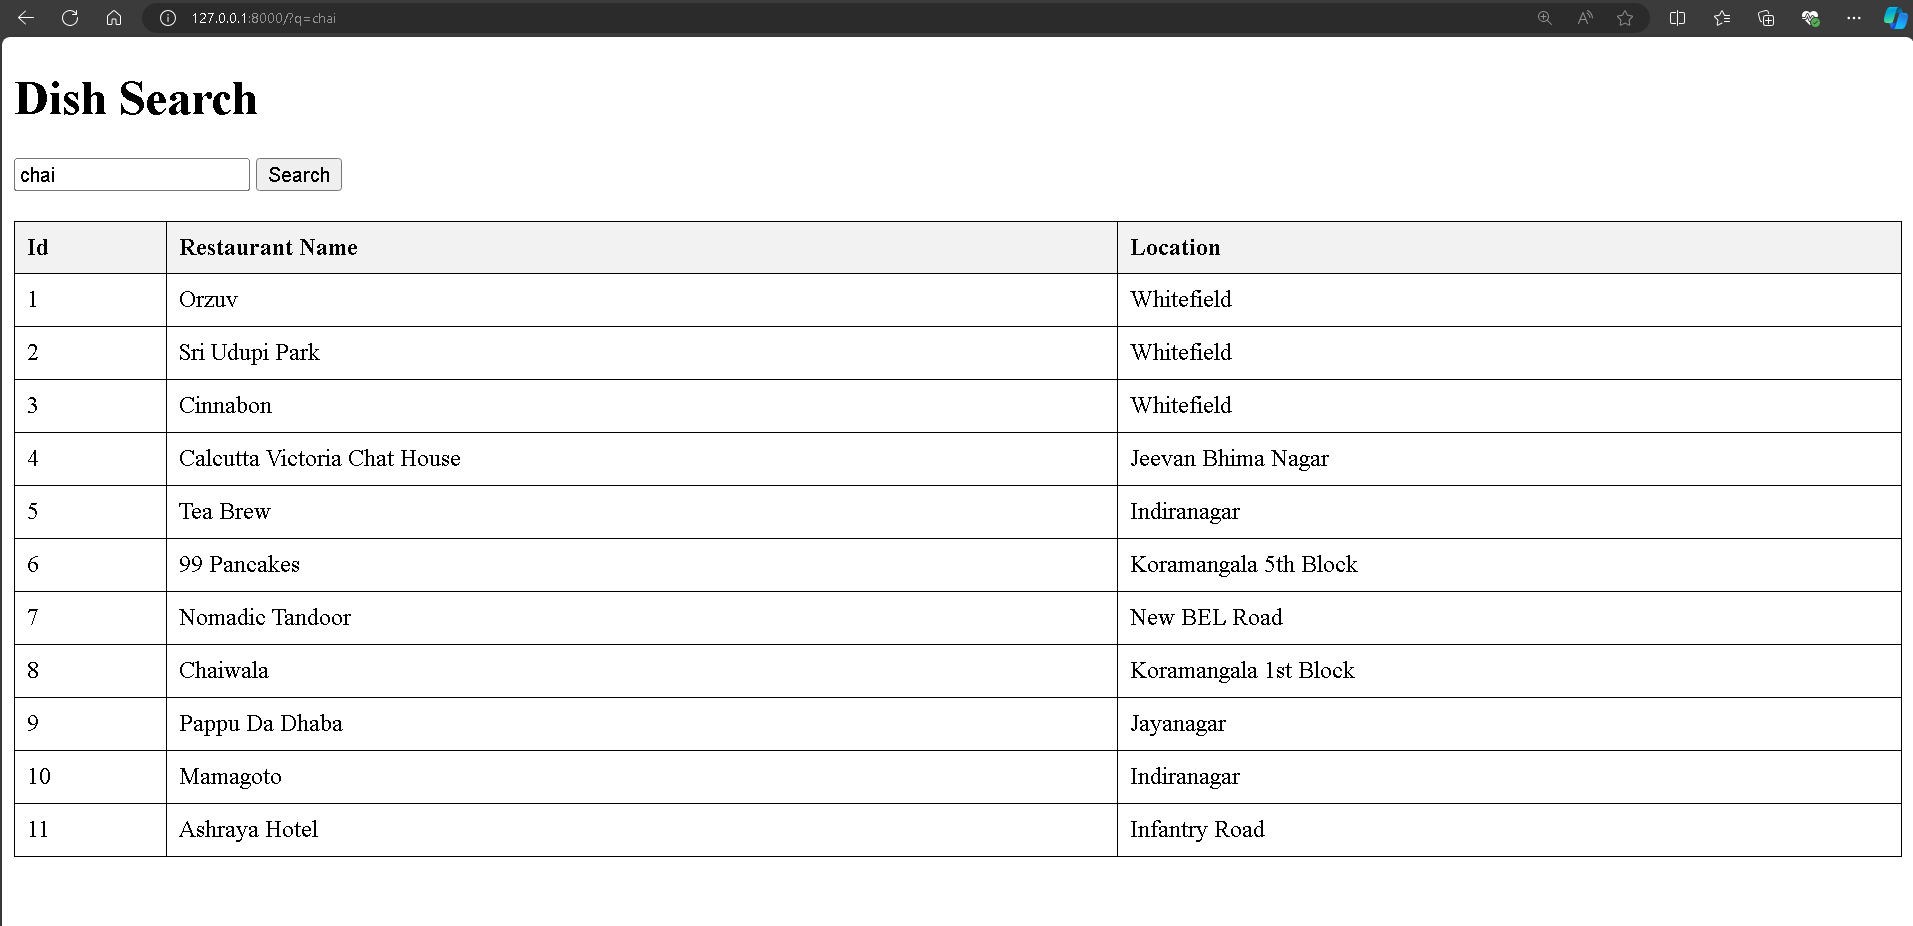 127.0.0.1:8000/?q=chai
Dish Search
chai Search
Id Restaurant Name Location
1 Orzuv Whitefield
2 Sri Udupi Park Whitefield
3 Cinnabon Whitefield
4 Calcutta Victoria Chat House Jeevan Bhima Nagar
5 Tea Brew Indiranagar
6 99 Pancakes Koramangala 5th Block
7 Nomadic Tandoor New BEL Road
8 Chaiwala Koramangala 1st Block
9 Pappu Da Dhaba Jayanagar
10 Mamagoto Indiranagar
11 Ashraya Hotel Infantry Road